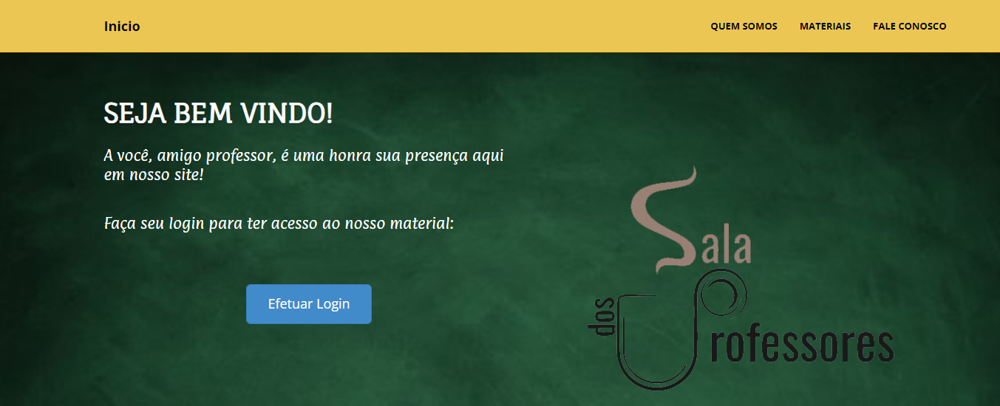 Inicio
QUEM SOMOS MATERIAIS FALE CONOSCO
SEJA BEM VINDO!
A você, amigo professor, é uma honra sua presença aqui
em nosso site!
Faça seu login para ter acesso ao nosso material:
Efetuar Login
Sala
dos
Professores